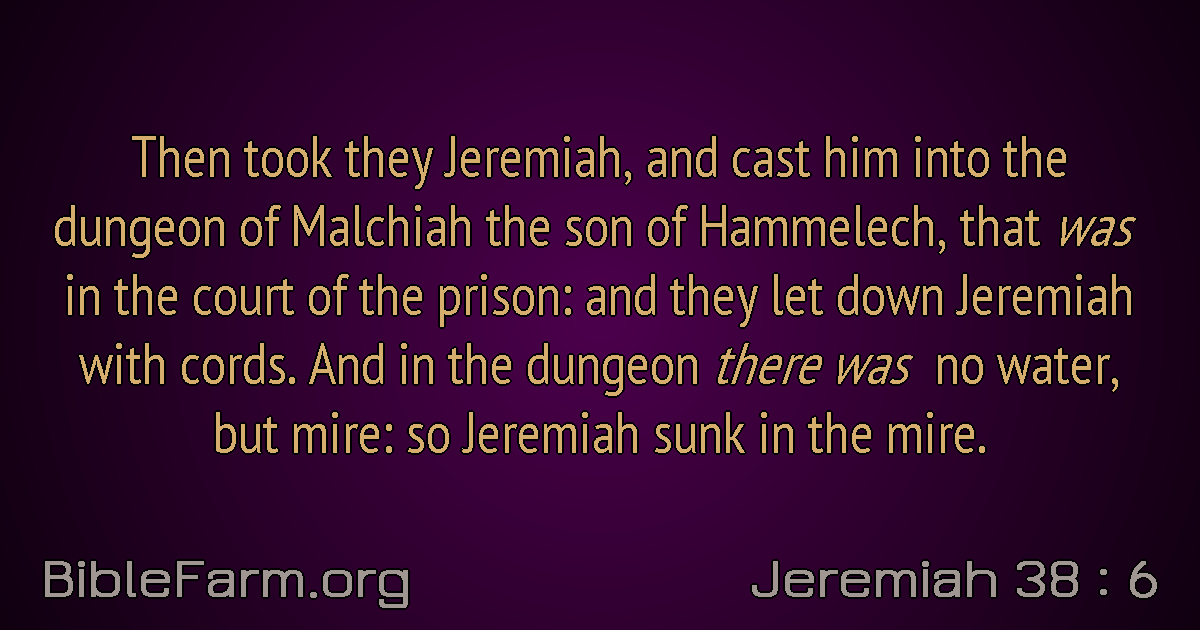 Then took they Jeremiah, and cast him into the
dungeon of Malchiah the son of Hammelech, that was
in the court of the prison: and they let down Jeremiah
with cords. And in the dungeon there was no water,
but mire: so Jeremiah sunk in the mire.
BibleFarm.org
Jeremiah 38 : 6